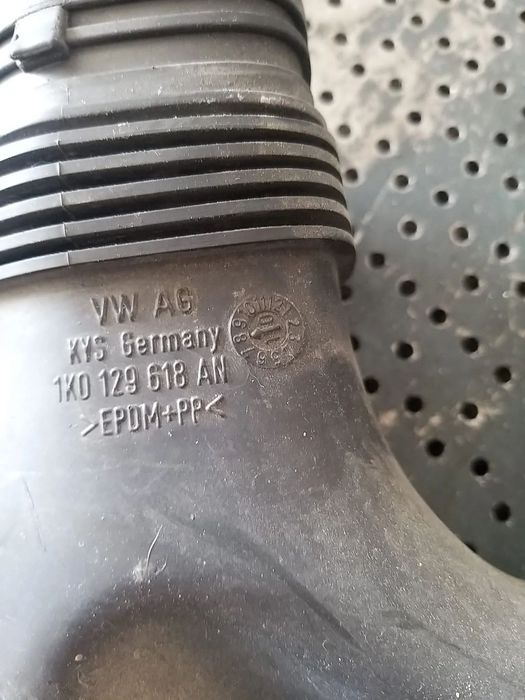 VW AG
KYS Germany
1K0 129 618 AN
>EPDM+PP<